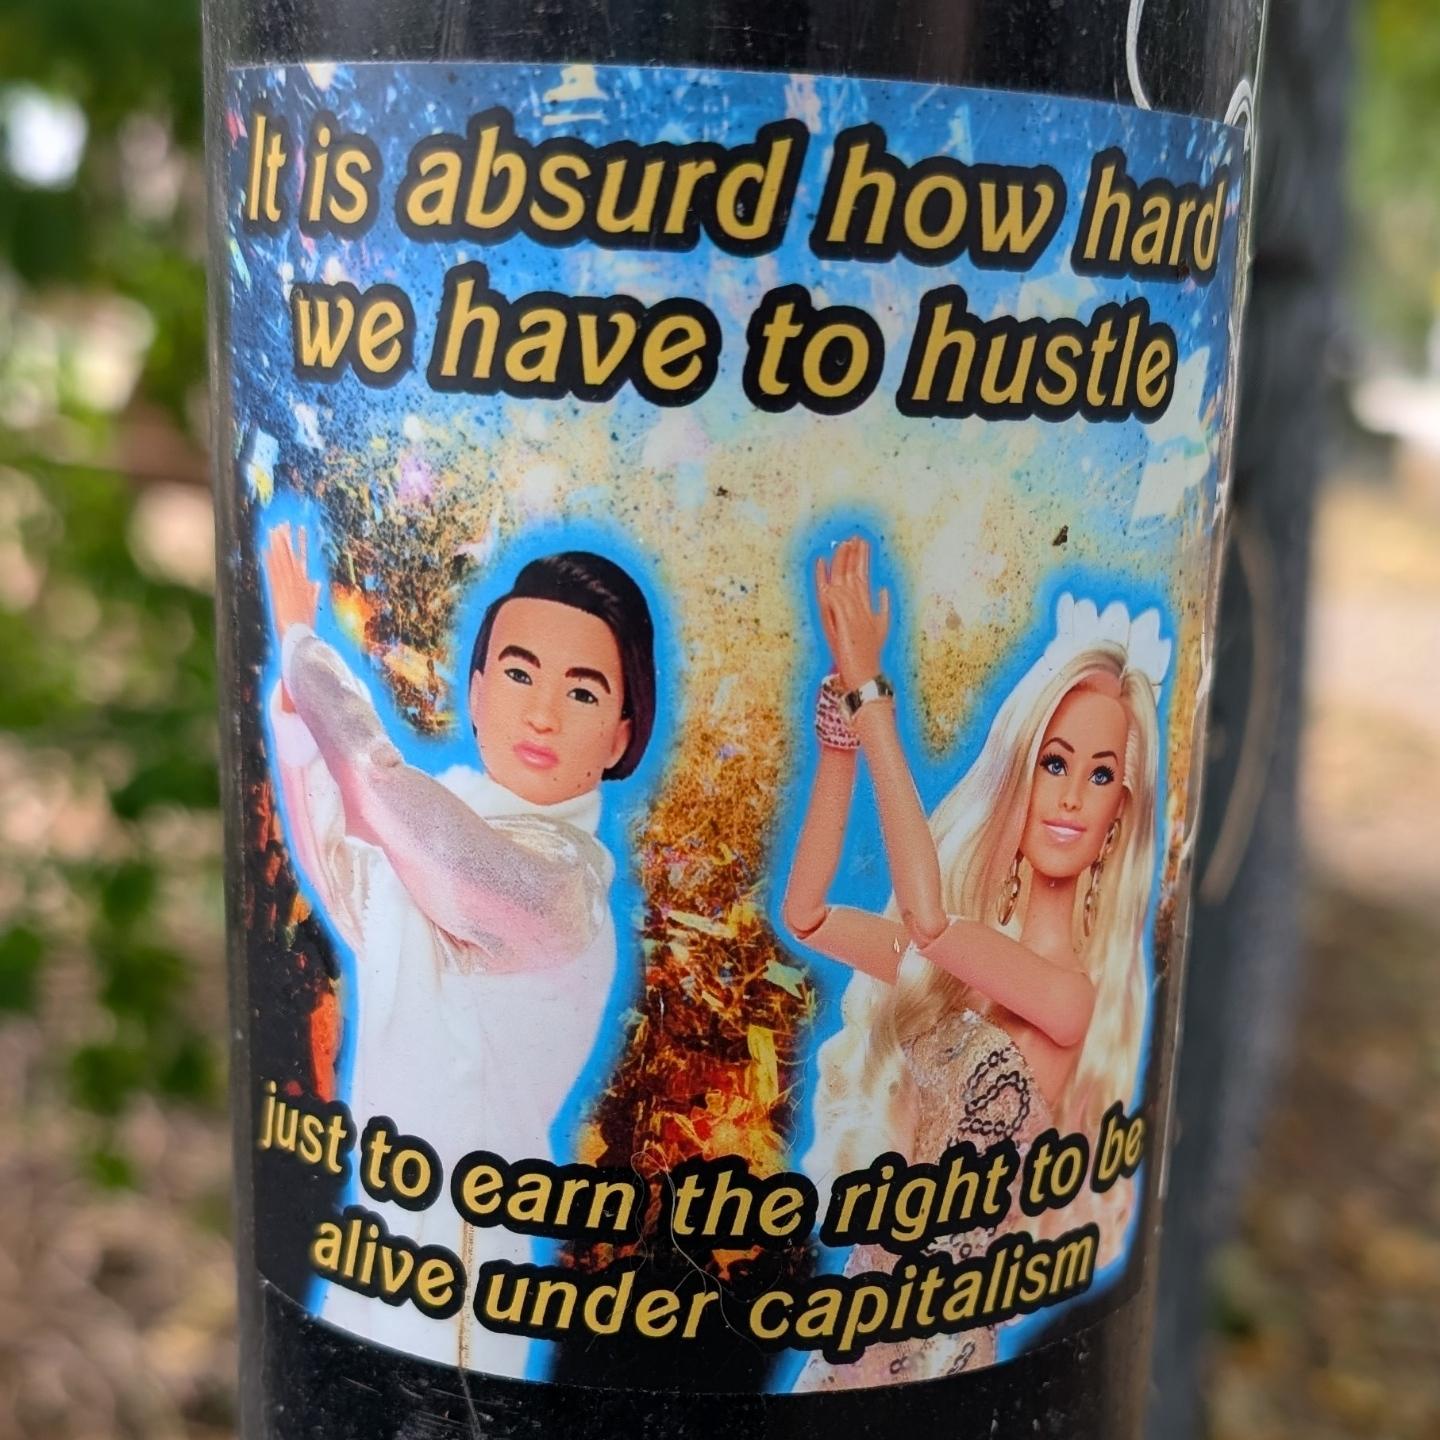 It is absurd how hard
we have to hustle
just to earn the right to be
alive under capitalism